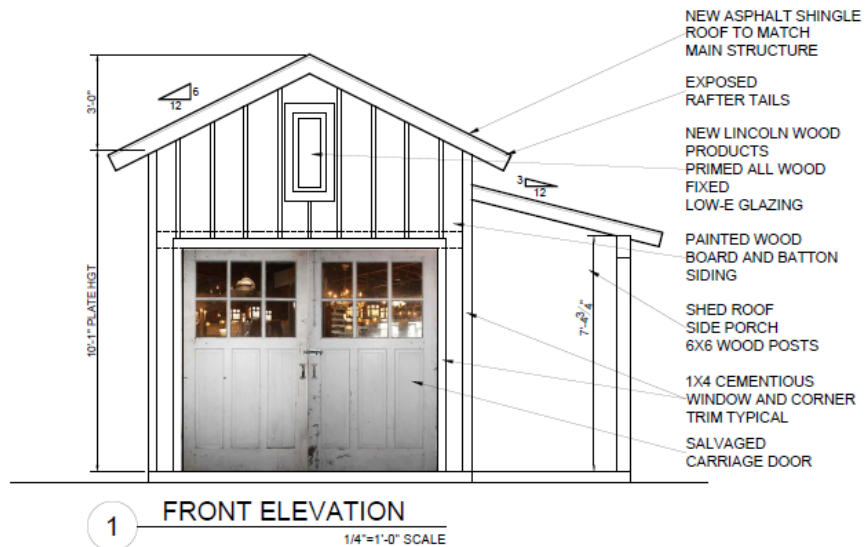 NEW ASPHALT SHINGLE
ROOF TO MATCH
MAIN STRUCTURE
EXPOSED
RAFTER TAILS
NEW LINCOLN WOOD
PRODUCTS
PRIMED ALL WOOD
FIXED
LOW-E GLAZING
PAINTED WOOD
BOARD AND BATTON
SIDING
SHED ROOF
SIDE PORCH
6X6 WOOD POSTS
1X4 CEMENTIOUS
WINDOW AND CORNER
TRIM TYPICAL
SALVAGED
CARRIAGE DOOR
3'-0"
6
12
3
12
10'-1" PLATE HGT
7'-4 3/4"
1
FRONT ELEVATION
1/4"=1'-0" SCALE